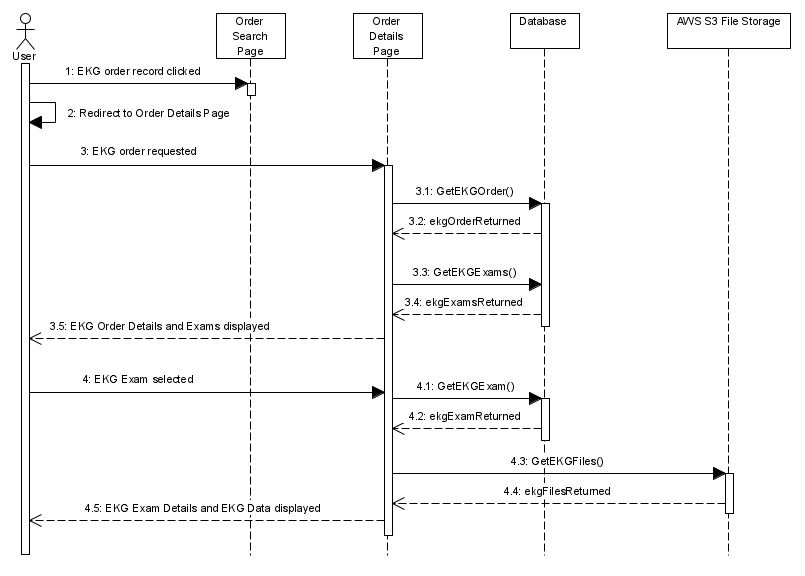 Order
Search
Page
Order
Details
Page
Database
AWS S3 File Storage
User
1: EKG order record clicked
2: Redirect to Order Details Page
3: EKG order requested
3.1: GetEKGOrder()
3.2: ekgOrderReturned
3.3: GetEKGExams()
3.4: ekgExamsReturned
3.5: EKG Order Details and Exams displayed
4: EKG Exam selected
4.1: GetEKGExam()
4.2: ekgExamReturned
4.3: GetEKGFiles()
4.4: ekgFilesReturned
4.5: EKG Exam Details and EKG Data displayed